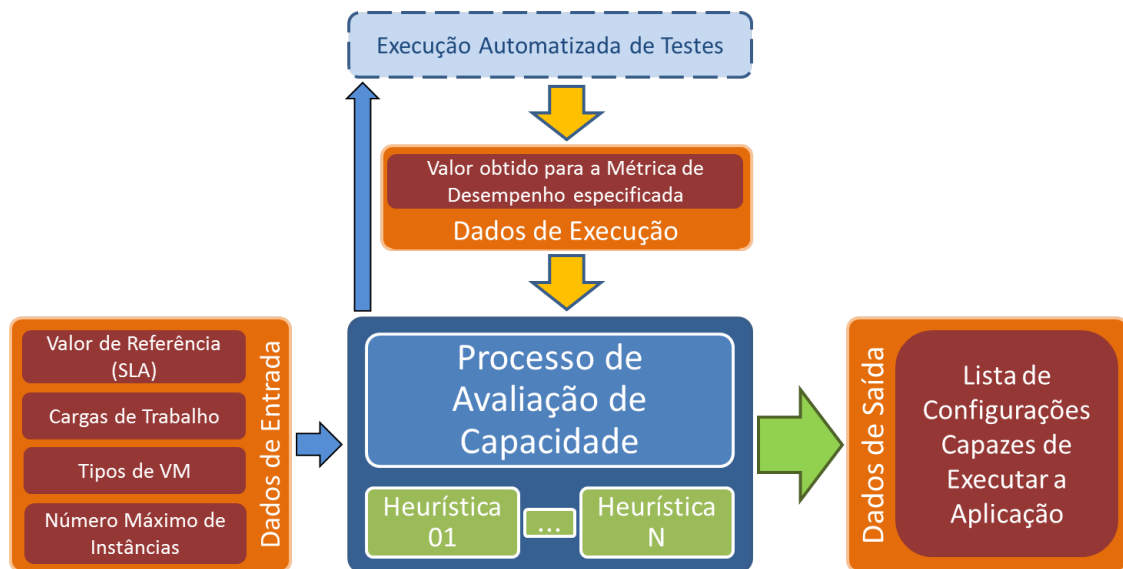 Execução Automatizada de Testes
Valor obtido para a Métrica de
Desempenho especificada
Dados de Execução
Valor de Referência
(SLA)
Cargas de Trabalho
Tipos de VM
Número Máximo de
Instâncias
Dados de Entrada
Processo de
Avaliação de
Capacidade
Heurística
01
...
Heurística
N
Dados de Saída
Lista de
Configurações
Capazes de
Executar a
Aplicação